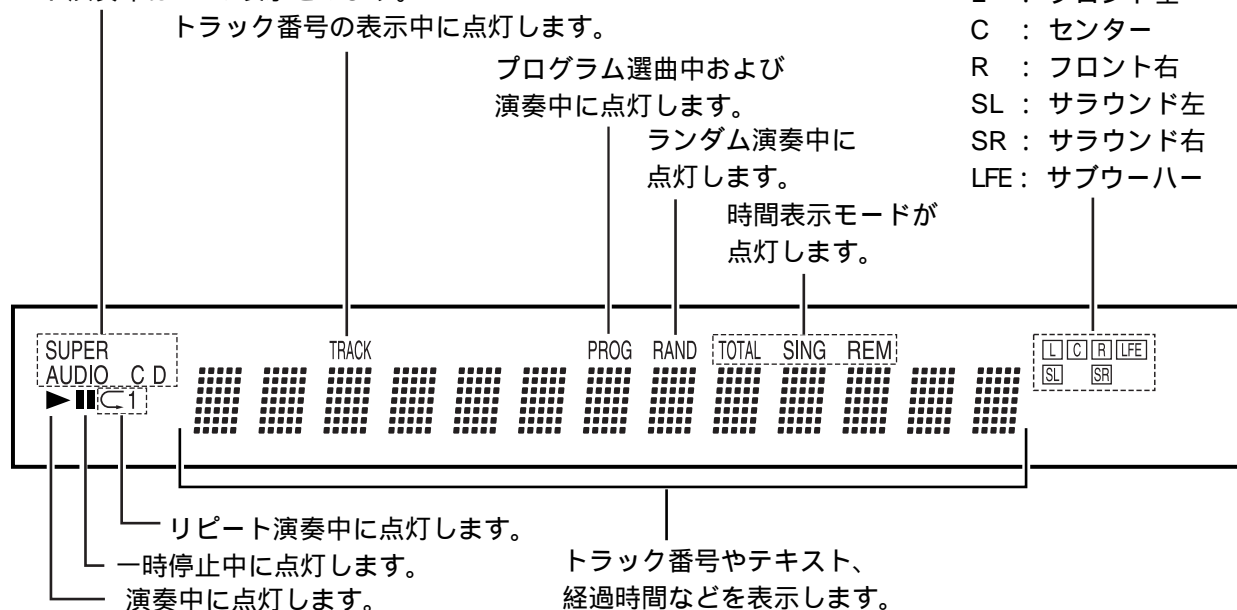 トラック番号の表示中に点灯します。
プログラム選曲中および
演奏中に点灯します。
ランダム演奏中に
点灯します。
時間表示モードが
点灯します。
C : センター
R : フロント右
SL : サラウンド左
SR : サラウンド右
LFE : サブウーハー
SUPER
AUDIO CD
TRACK
PROG RAND TOTAL SING REM
1
L C R LFE
SL SR
リピート演奏中に点灯します。
一時停止中に点灯します。
演奏中に点灯します。
トラック番号やテキスト、
経過時間などを表示します。